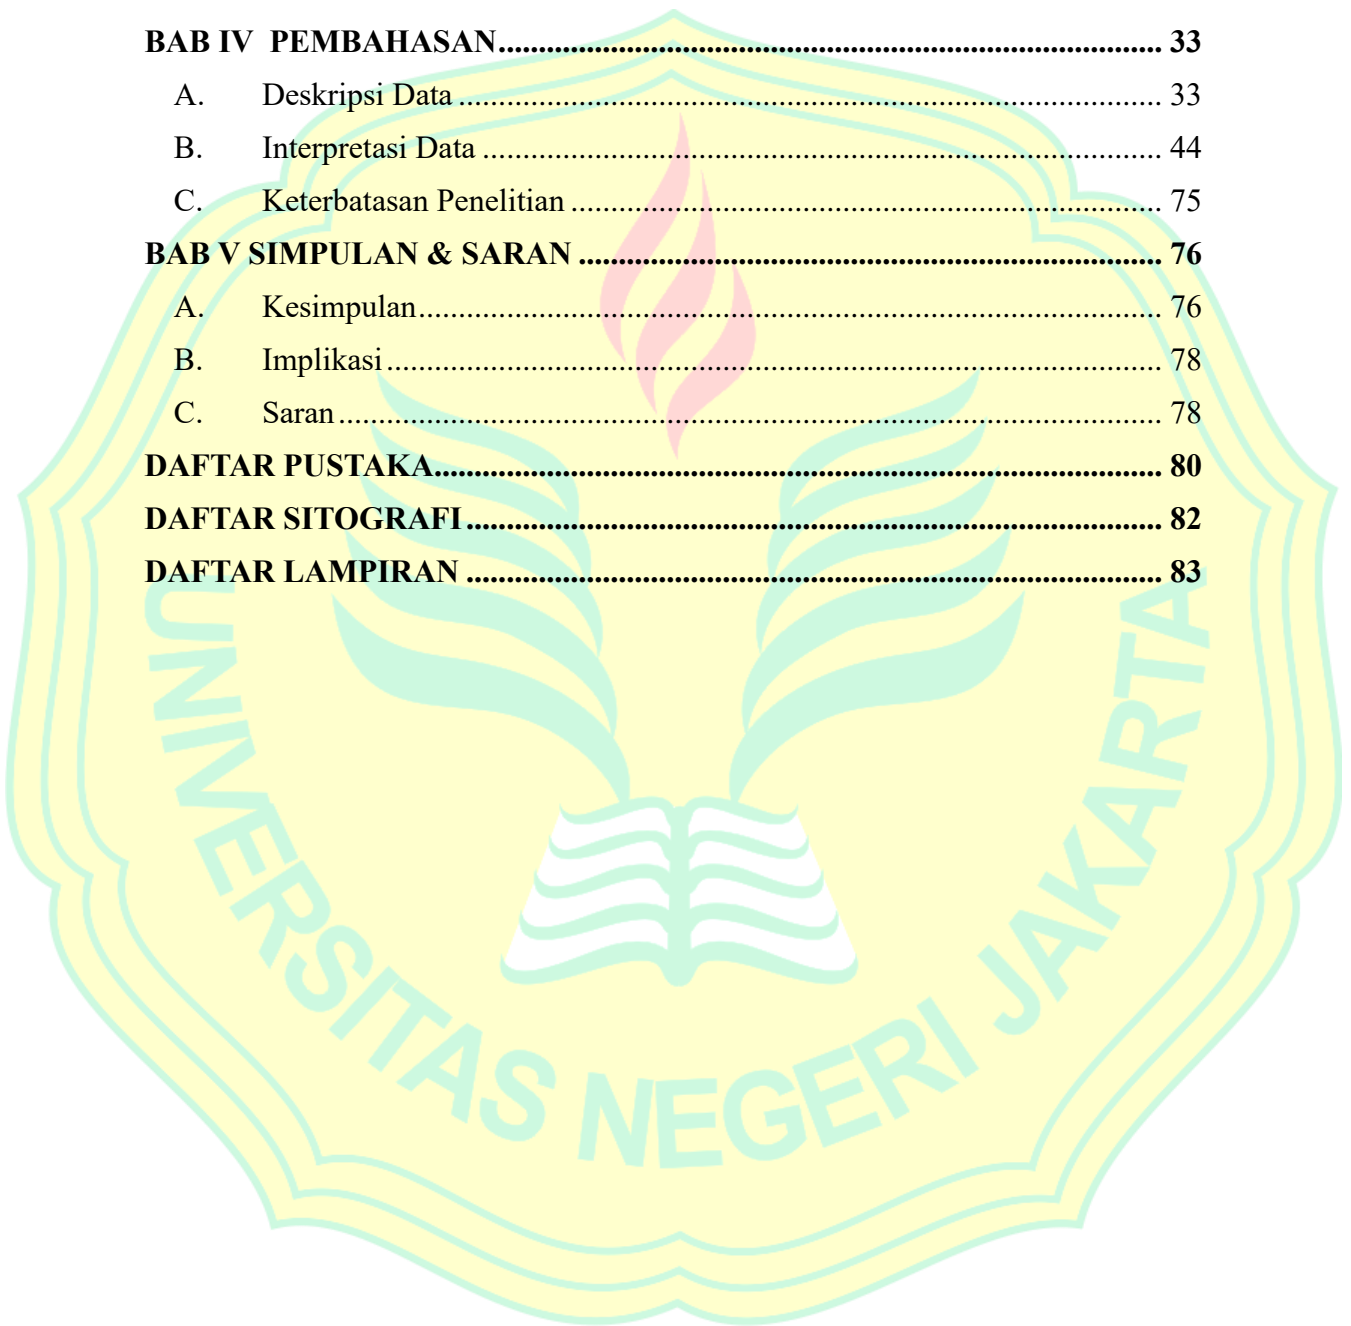 BAB IV  PEMBAHASAN.................................................................................... 33
A. Deskripsi Data ......................................................................................... 33
B. Interpretasi Data ...................................................................................... 44
C. Keterbatasan Penelitian ........................................................................... 75
BAB V SIMPULAN & SARAN .......................................................................... 76
A. Kesimpulan.............................................................................................. 76
B. Implikasi.................................................................................................. 78
C. Saran........................................................................................................ 78
DAFTAR PUSTAKA............................................................................................ 80
DAFTAR SITOGRAFI........................................................................................ 82
DAFTAR LAMPIRAN ........................................................................................ 83
UNIVERSITAS NEGERI JAKARTA